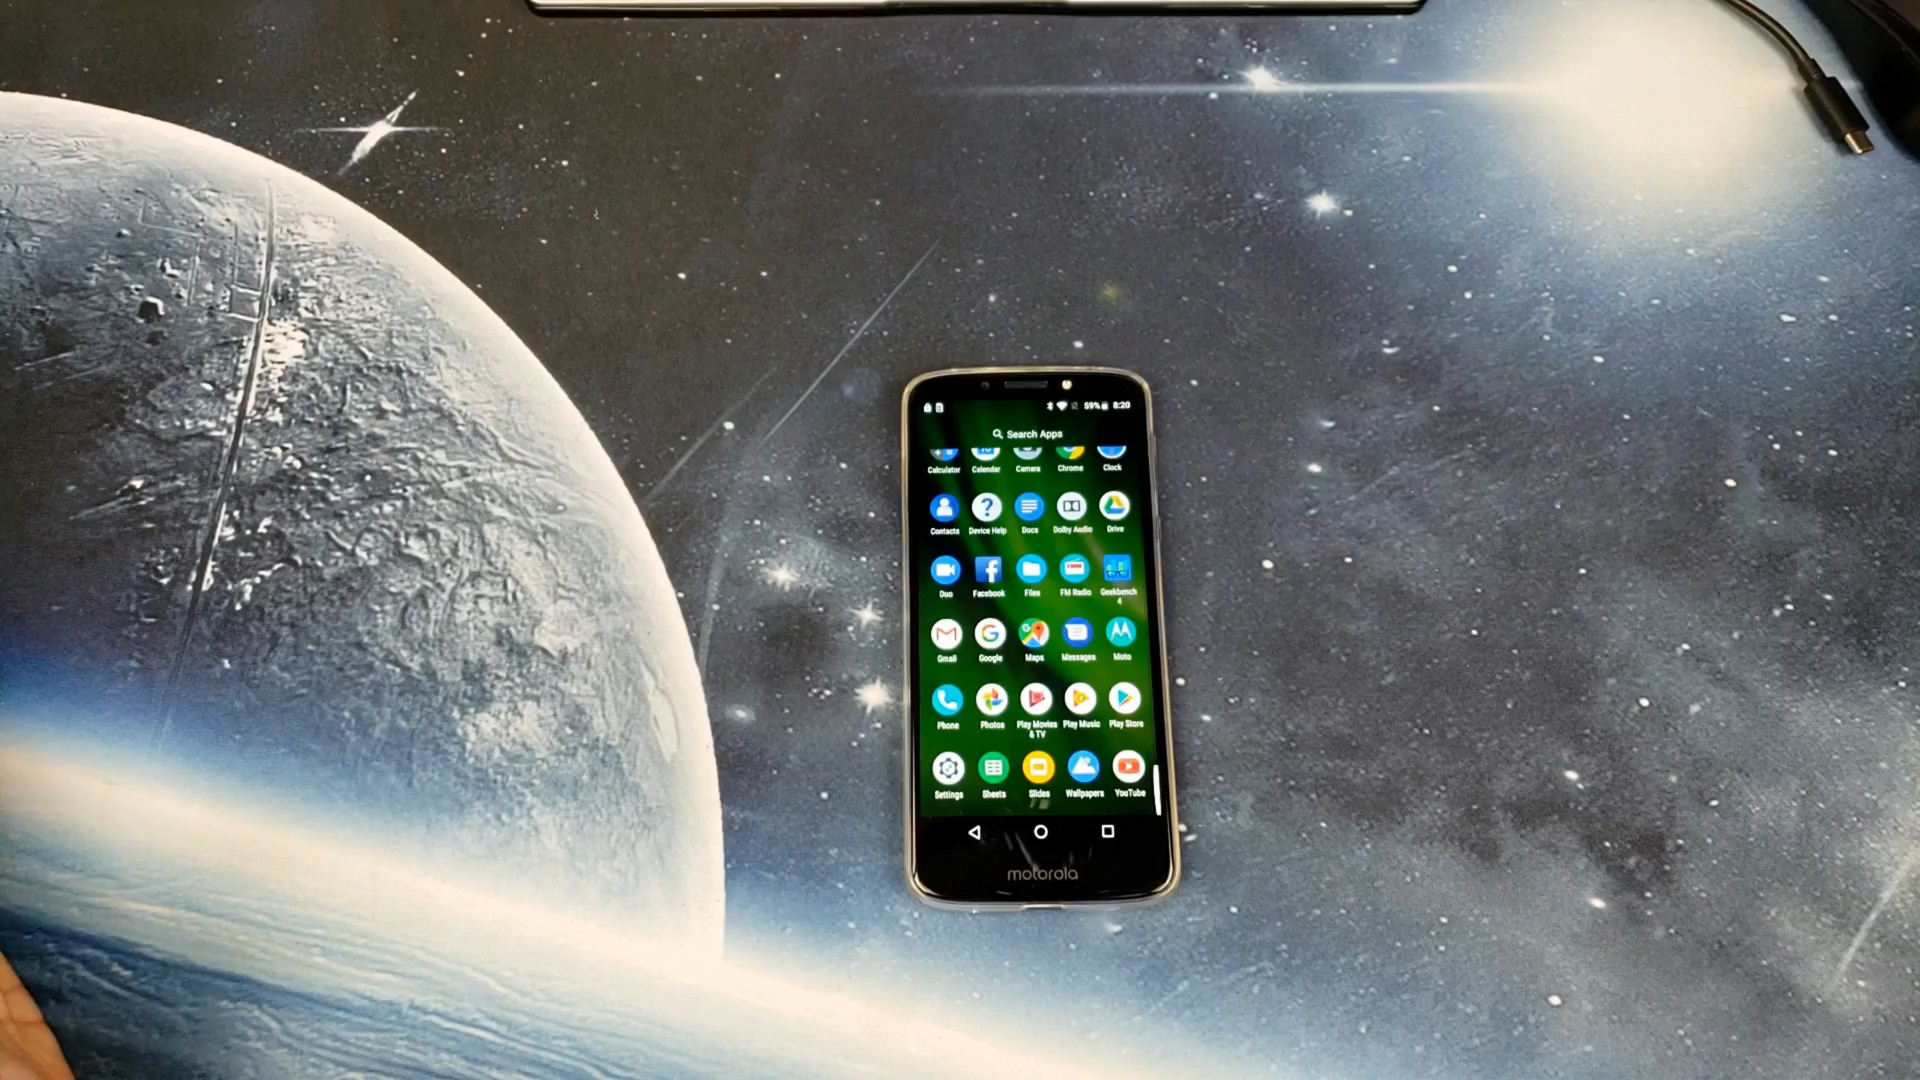 59% 8:20
Search Apps
Calculator Calendar Camera Chrome Clock
Contacts Device Help Docs Dolby Audio Drive
Duo Facebook Files FM Radio Geekbench 4
Gmail Google Maps Messages Moto
Phone Photos Play Movies & TV Play Music Play Store
Settings Sheets Slides Wallpapers YouTube
motorola